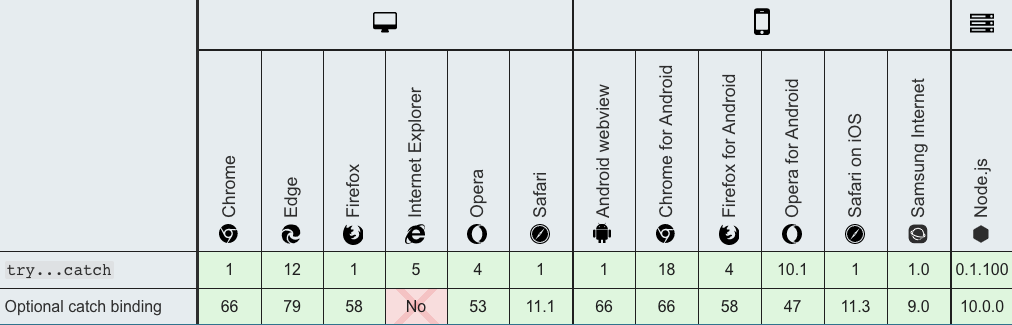 Chrome
Edge
Firefox
Internet Explorer
Opera
Safari
Android webview
Chrome for Android
Firefox for Android
Opera for Android
Safari on iOS
Samsung Internet
Node.js
try...catch 1 12 1 5 4 1 1 18 4 10.1 1 1.0 0.1.100
Optional catch binding 66 79 58 No 53 11.1 66 66 58 47 11.3 9.0 10.0.0